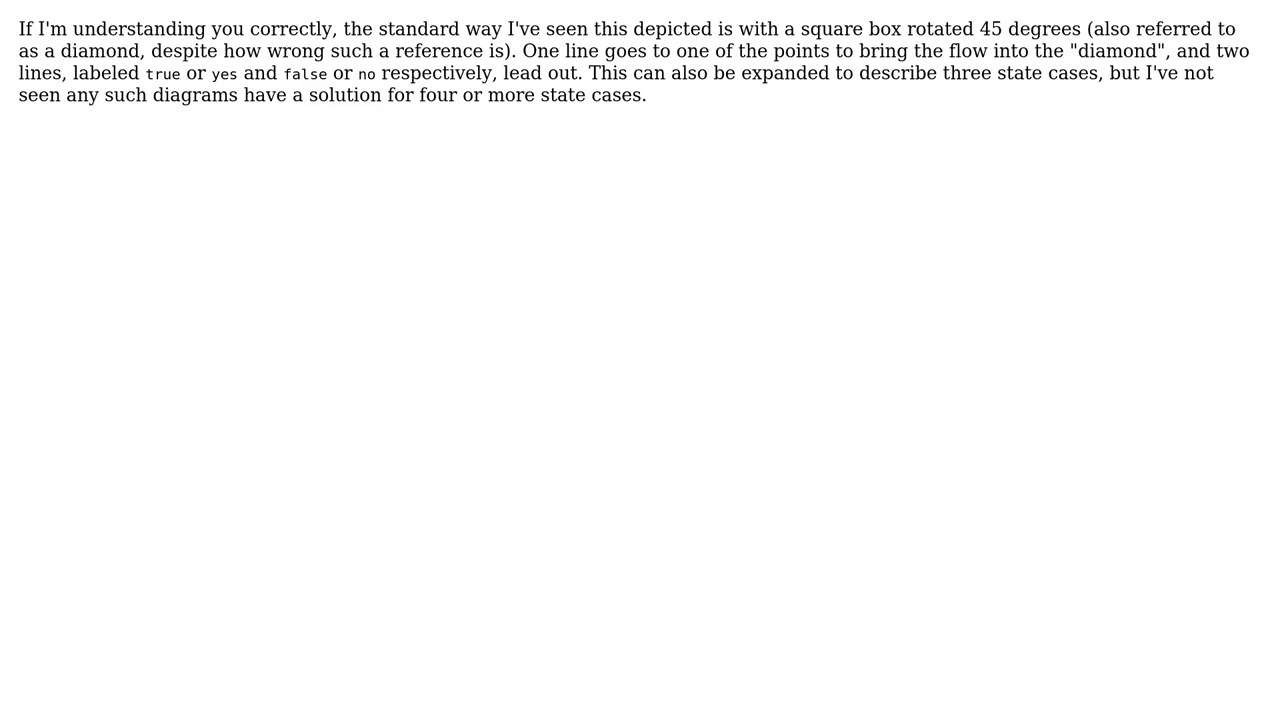 If I'm understanding you correctly, the standard way I've seen this depicted is with a square box rotated 45 degrees (also referred to
as a diamond, despite how wrong such a reference is). One line goes to one of the points to bring the flow into the "diamond", and two
lines, labeled true or yes and false or no respectively, lead out. This can also be expanded to describe three state cases, but I've not
seen any such diagrams have a solution for four or more state cases.